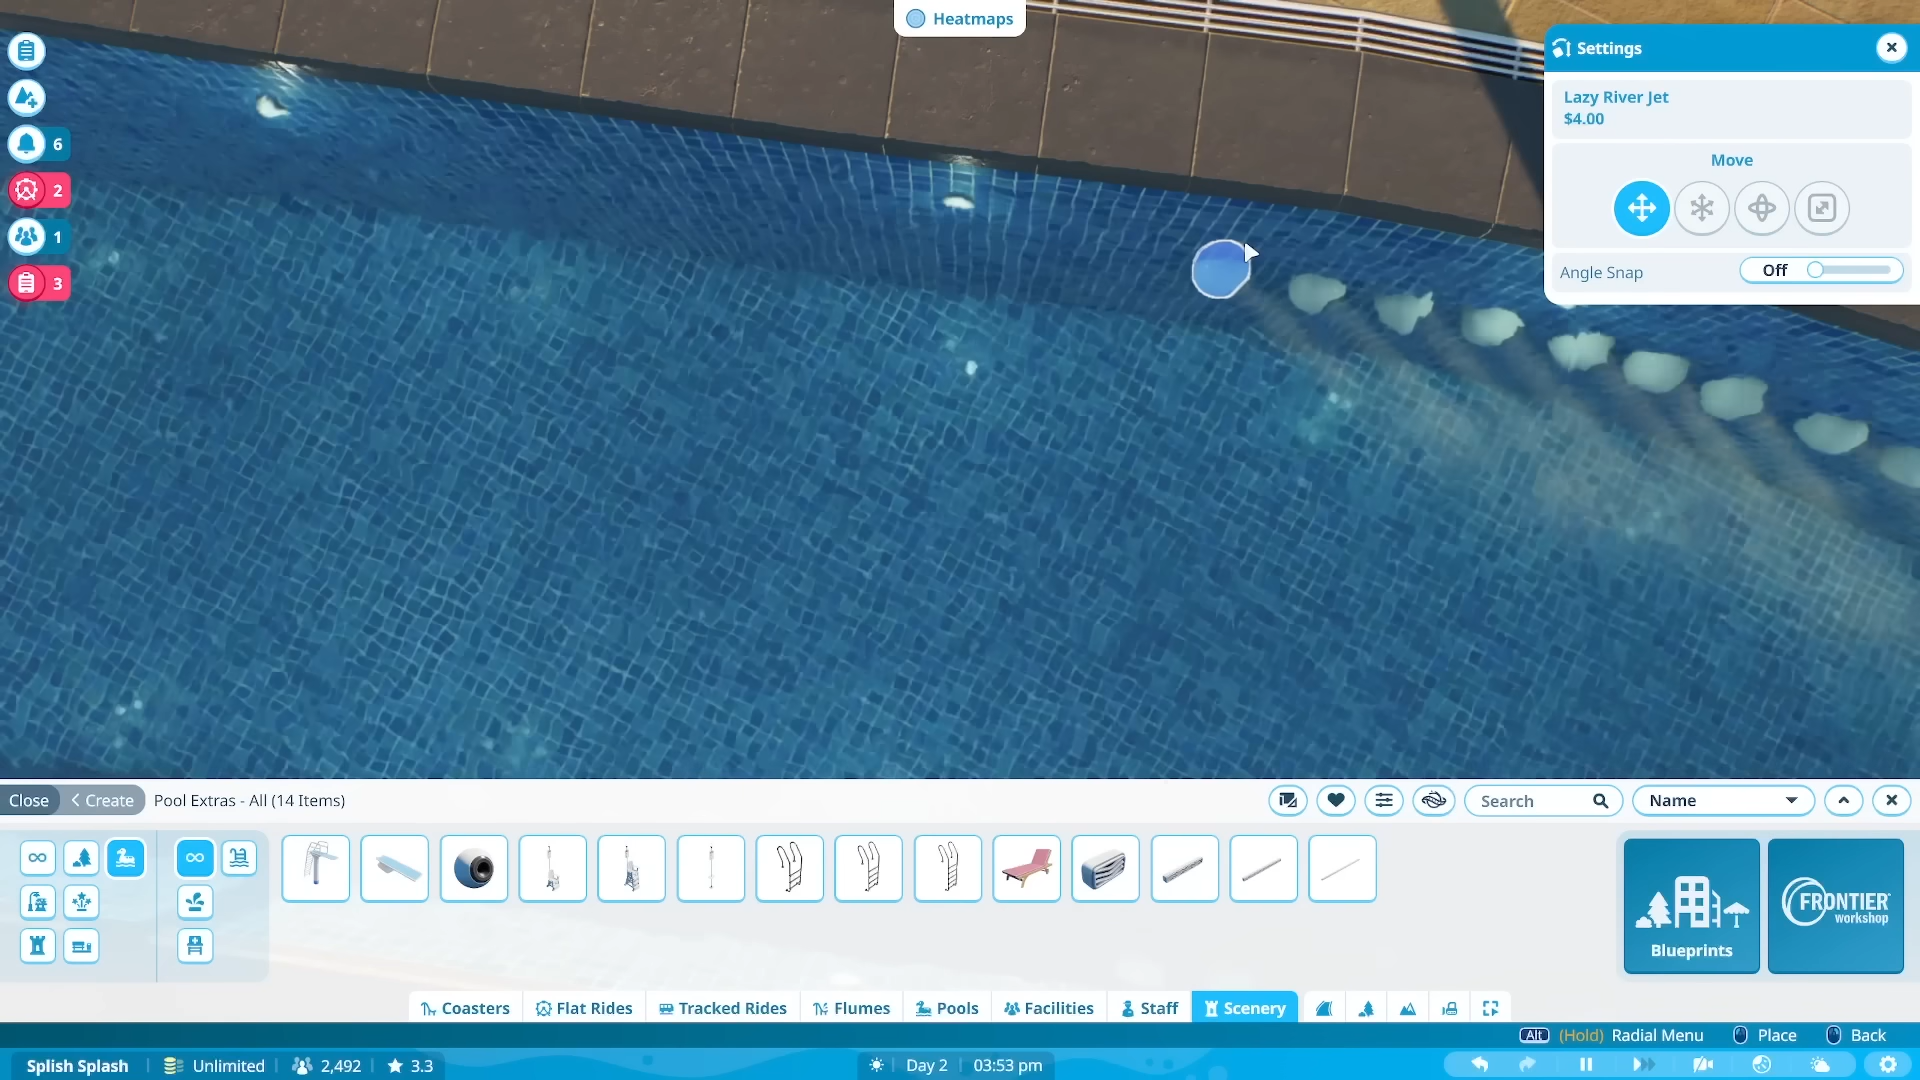 Heatmaps
Settings
Lazy River Jet
$4.00
Move
Angle Snap
Off
6
2
1
3
Close
Create
Pool Extras - All (14 Items)
Search
Name
Blueprints
FRONTIER
workshop
Coasters
Flat Rides
Tracked Rides
Flumes
Pools
Facilities
Staff
Scenery
Alt (Hold) Radial Menu
Place
Back
Splish Splash
Unlimited
2,492
3.3
Day 2
03:53 pm